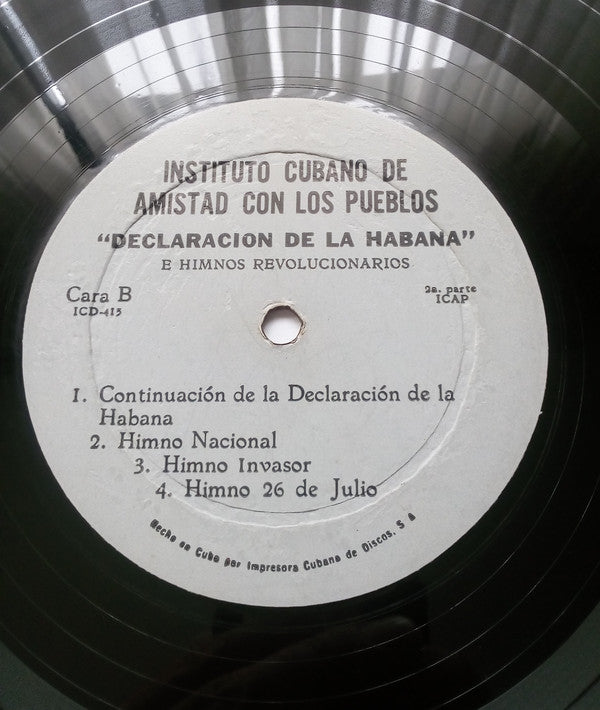 INSTITUTO CUBANO DE
AMISTAD CON LOS PUEBLOS
"DECLARACION DE LA HABANA"
E HIMNOS REVOLUCIONARIOS
Cara B
ICD-415
2a. parte
ICAP
1. Continuación de la Declaración de la
Habana
2. Himno Nacional
3. Himno Invasor
4. Himno 26 de Julio
Hecho en Cuba por Impresora Cubana de Discos, S A